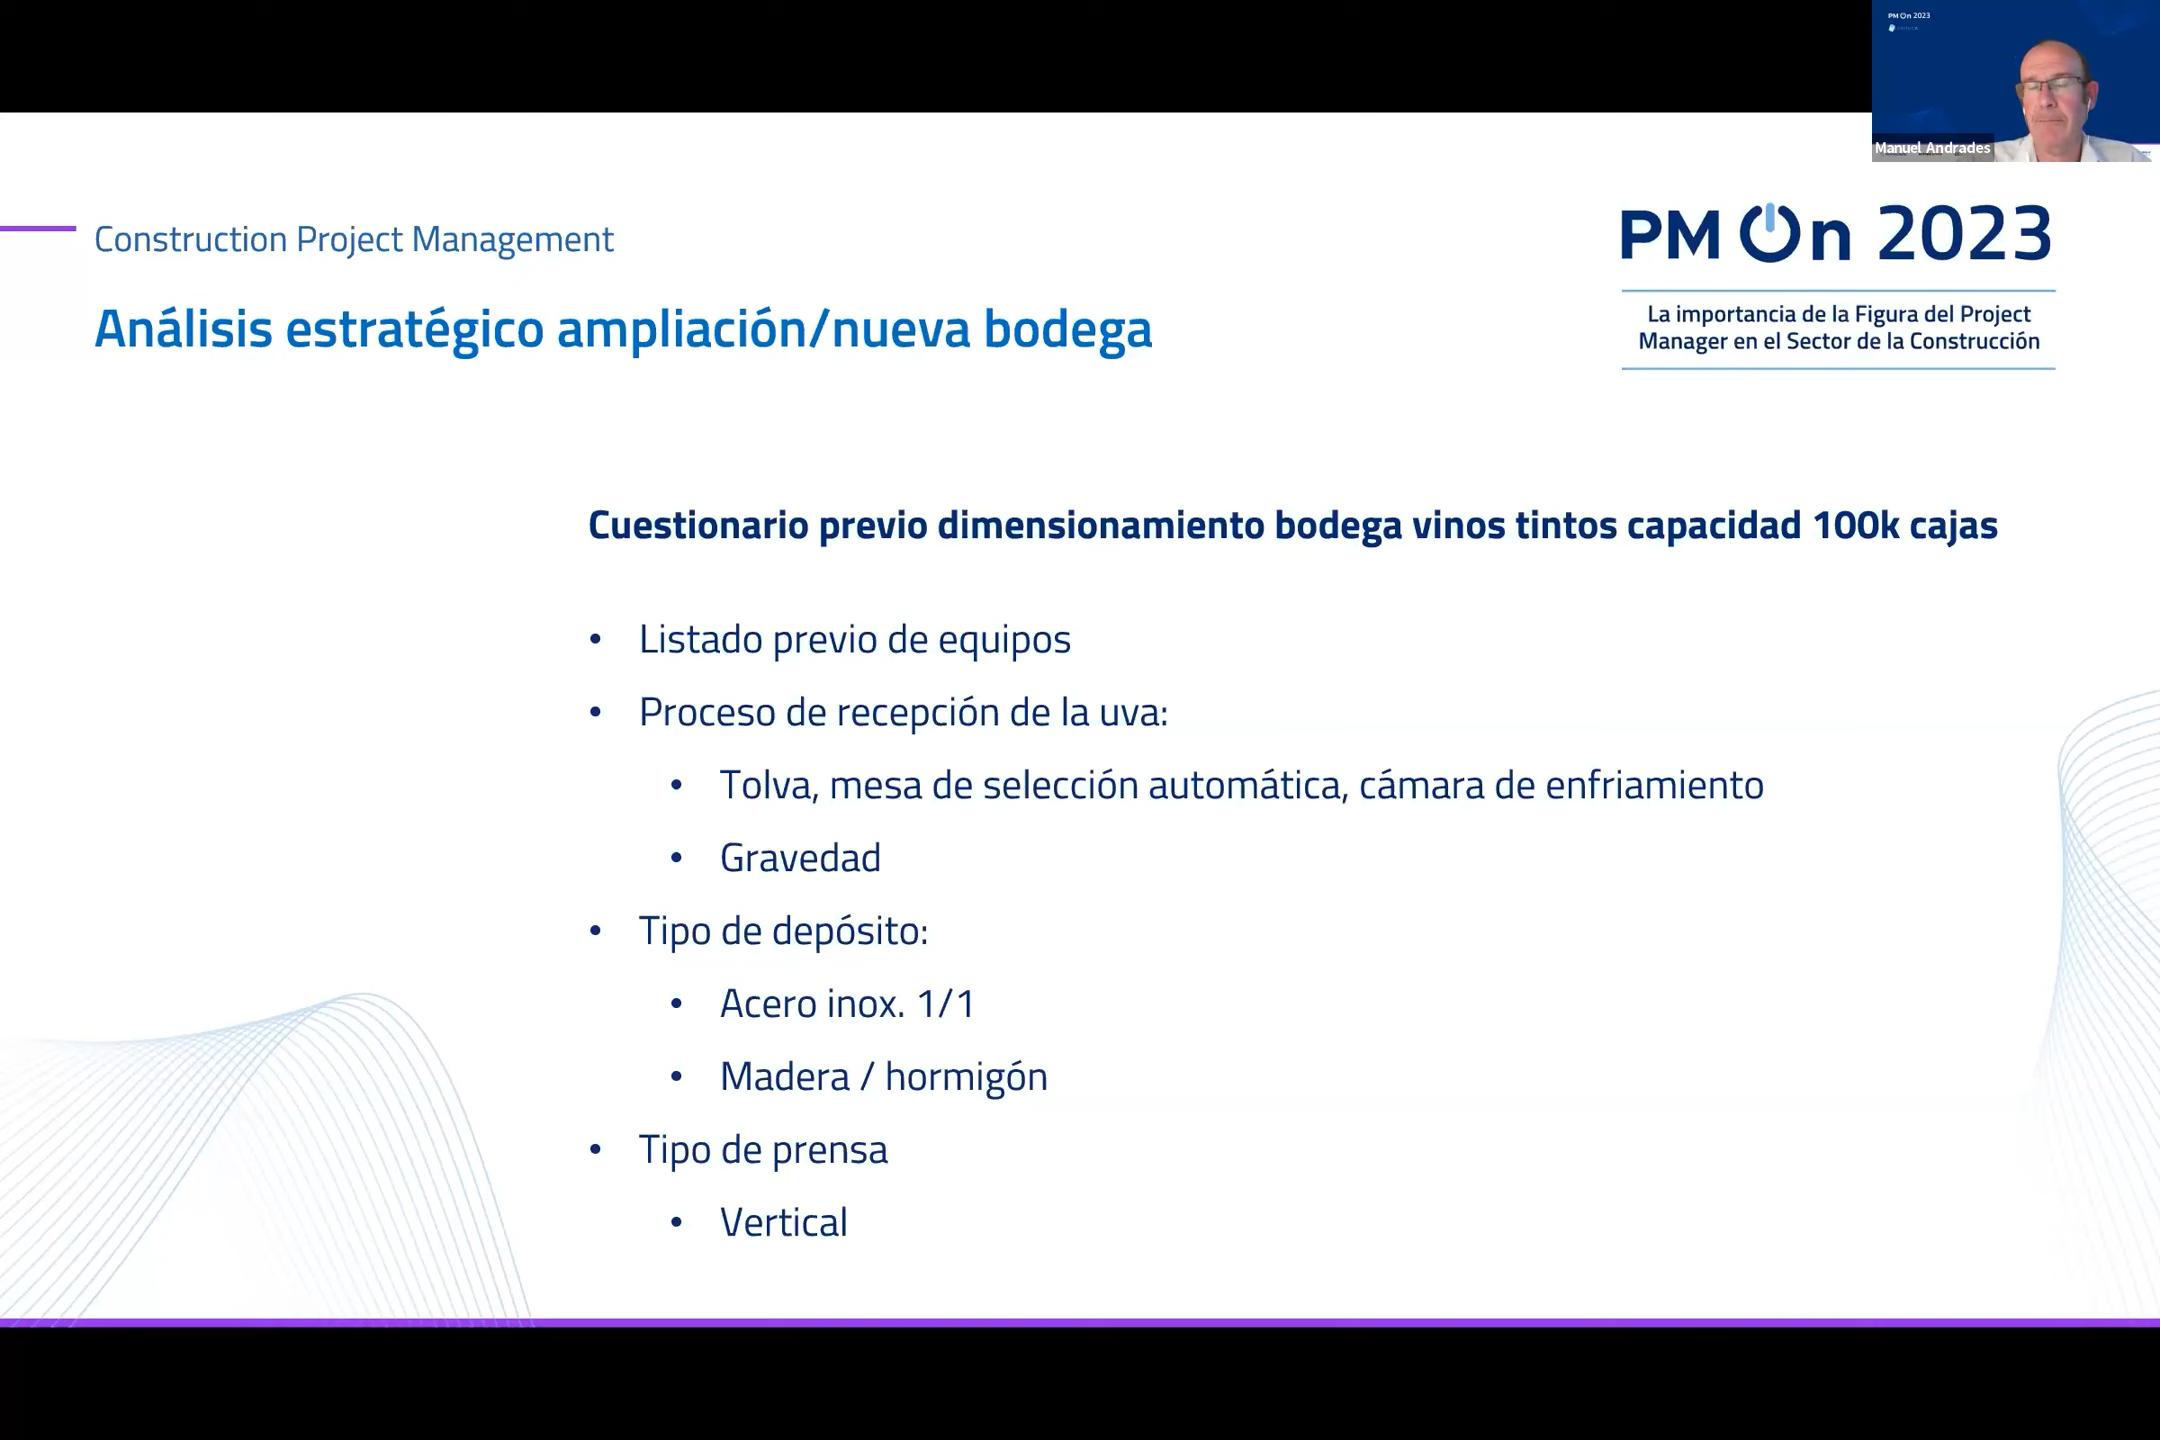 PM On 2023
Manuel Andrades
Construction Project Management
PM On 2023
Análisis estratégico ampliación/nueva bodega
La importancia de la Figura del Project
Manager en el Sector de la Construcción
Cuestionario previo dimensionamiento bodega vinos tintos capacidad 100k cajas
• Listado previo de equipos
• Proceso de recepción de la uva:
• Tolva, mesa de selección automática, cámara de enfriamiento
• Gravedad
• Tipo de depósito:
• Acero inox. 1/1
• Madera / hormigón
• Tipo de prensa
• Vertical